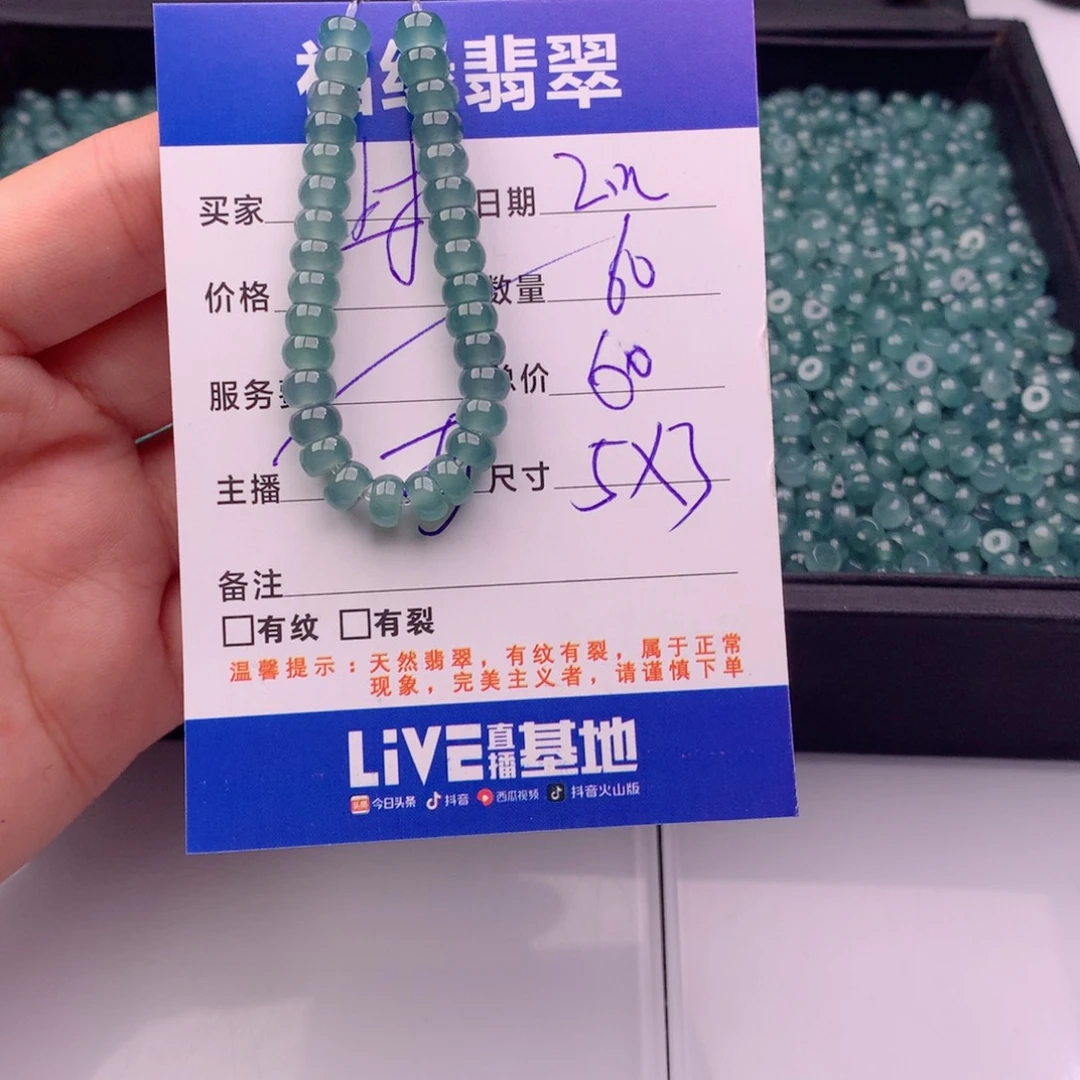 翡翠
买家 日期
价格 数量 60
服务 总价 60
主播 尺寸 5X3
备注
□有纹 □有裂
温馨提示：天然翡翠，有纹有裂，属于正常
现象，完美主义者，请谨慎下单
LiVE直播基地
头条 今日头条 抖音 西瓜视频 抖音火山版